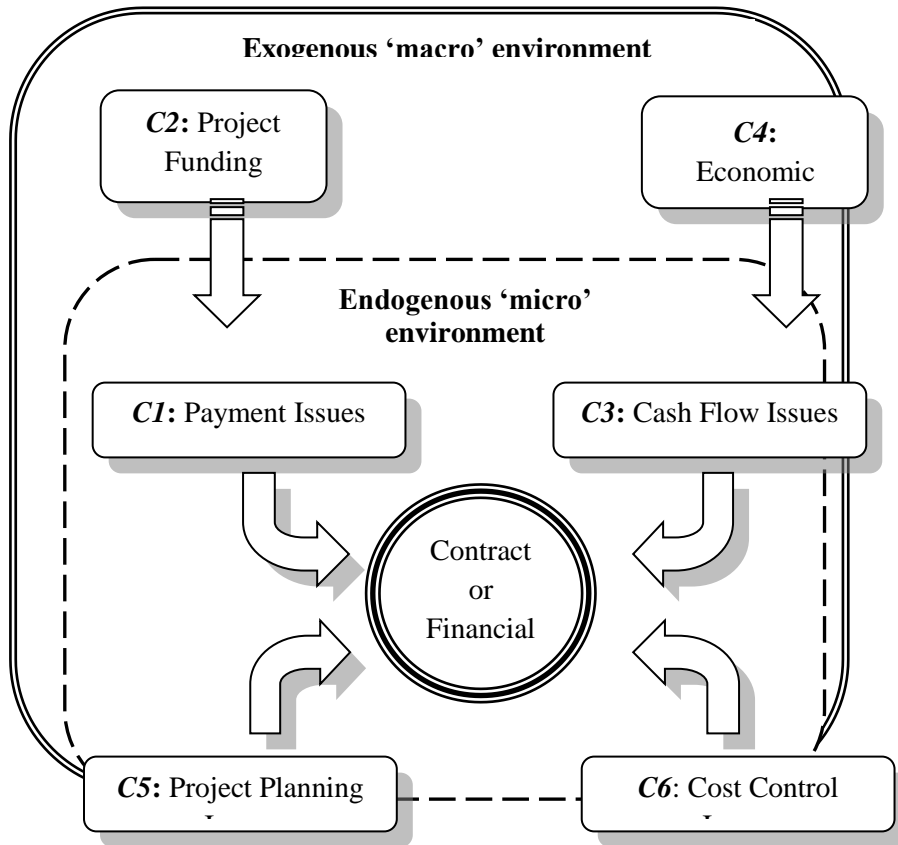 Exogenous ‘macro’ environment
C2: Project
Funding
C4:
Economic
Endogenous ‘micro’
environment
C1: Payment Issues
C3: Cash Flow Issues
Contract
or
Financial
C5: Project Planning
C6: Cost Control